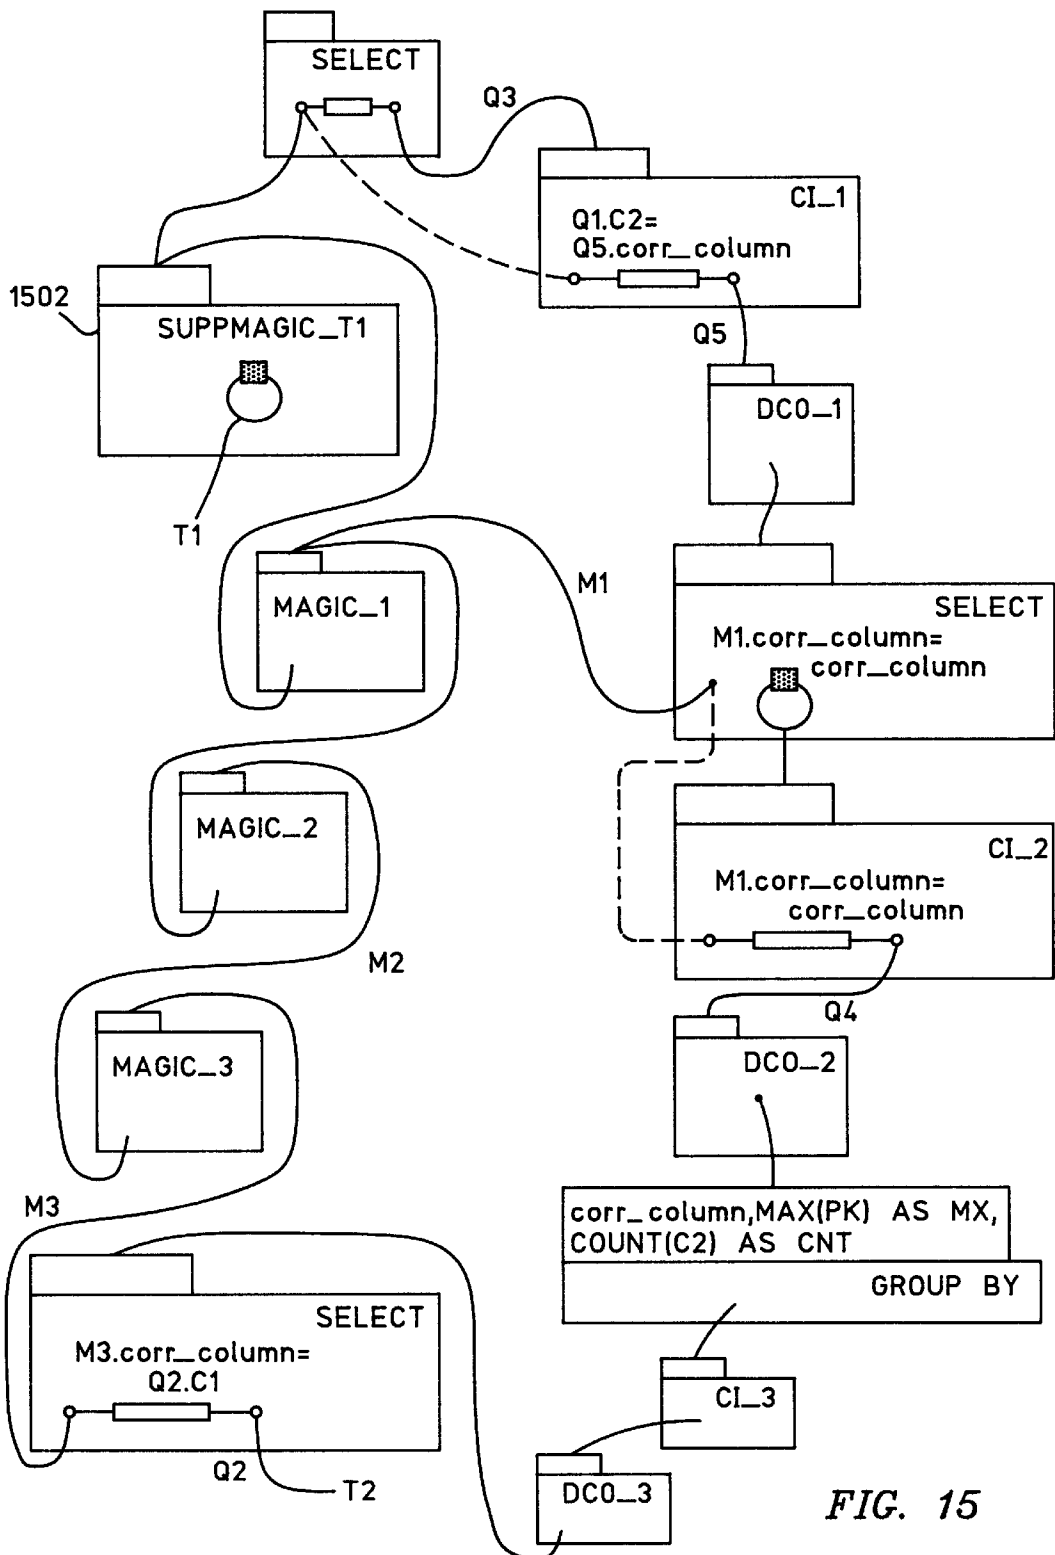 SELECT
Q3
CI_1
Q1.C2=
Q5.corr_column
1502
SUPPMAGIC_T1
Q5
DCO_1
T1
M1
MAGIC_1
SELECT
M1.corr_column=
corr_column
MAGIC_2
CI_2
M1.corr_column=
corr_column
M2
Q4
MAGIC_3
DCO_2
M3
corr_column,MAX(PK) AS MX,
COUNT(C2) AS CNT
GROUP BY
SELECT
M3.corr_column=
Q2.C1
CI_3
Q2
T2
DCO_3
FIG. 15